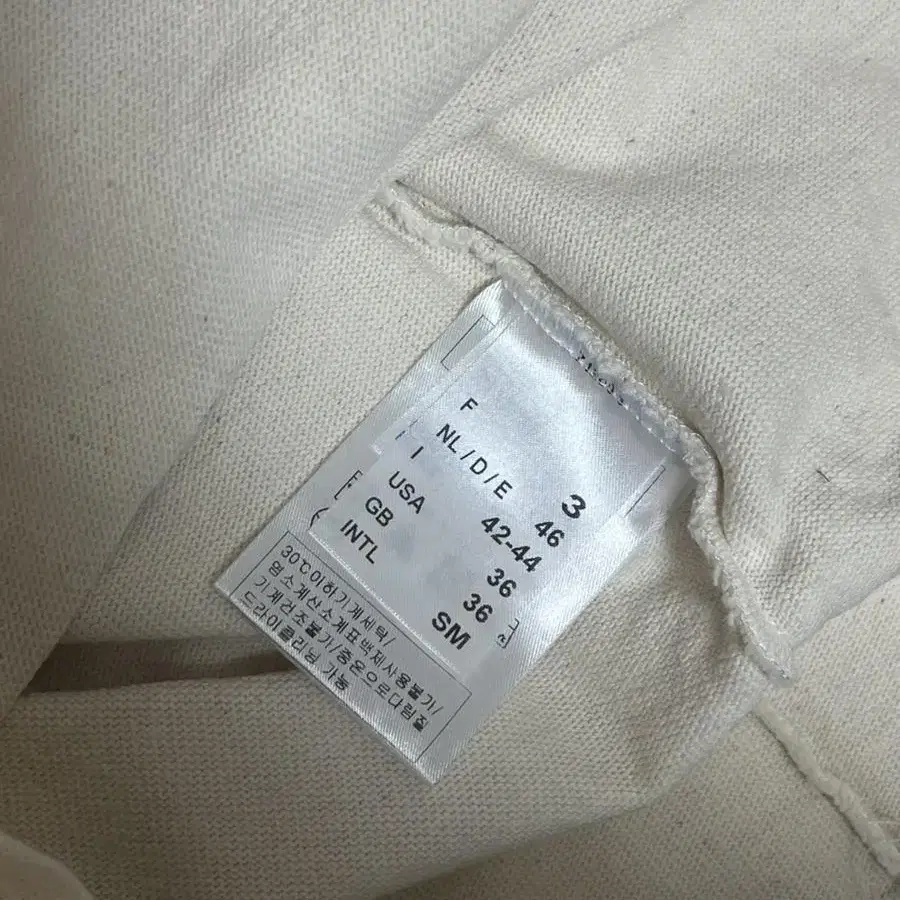 F 3
NL/D/E 46
I 42-44
USA 36
GB 36
INTL SM
30℃이하기계세탁/
염소계산소계표백제사용불가/
기계건조불가/중온으로다림질
드라이클리닝 가능